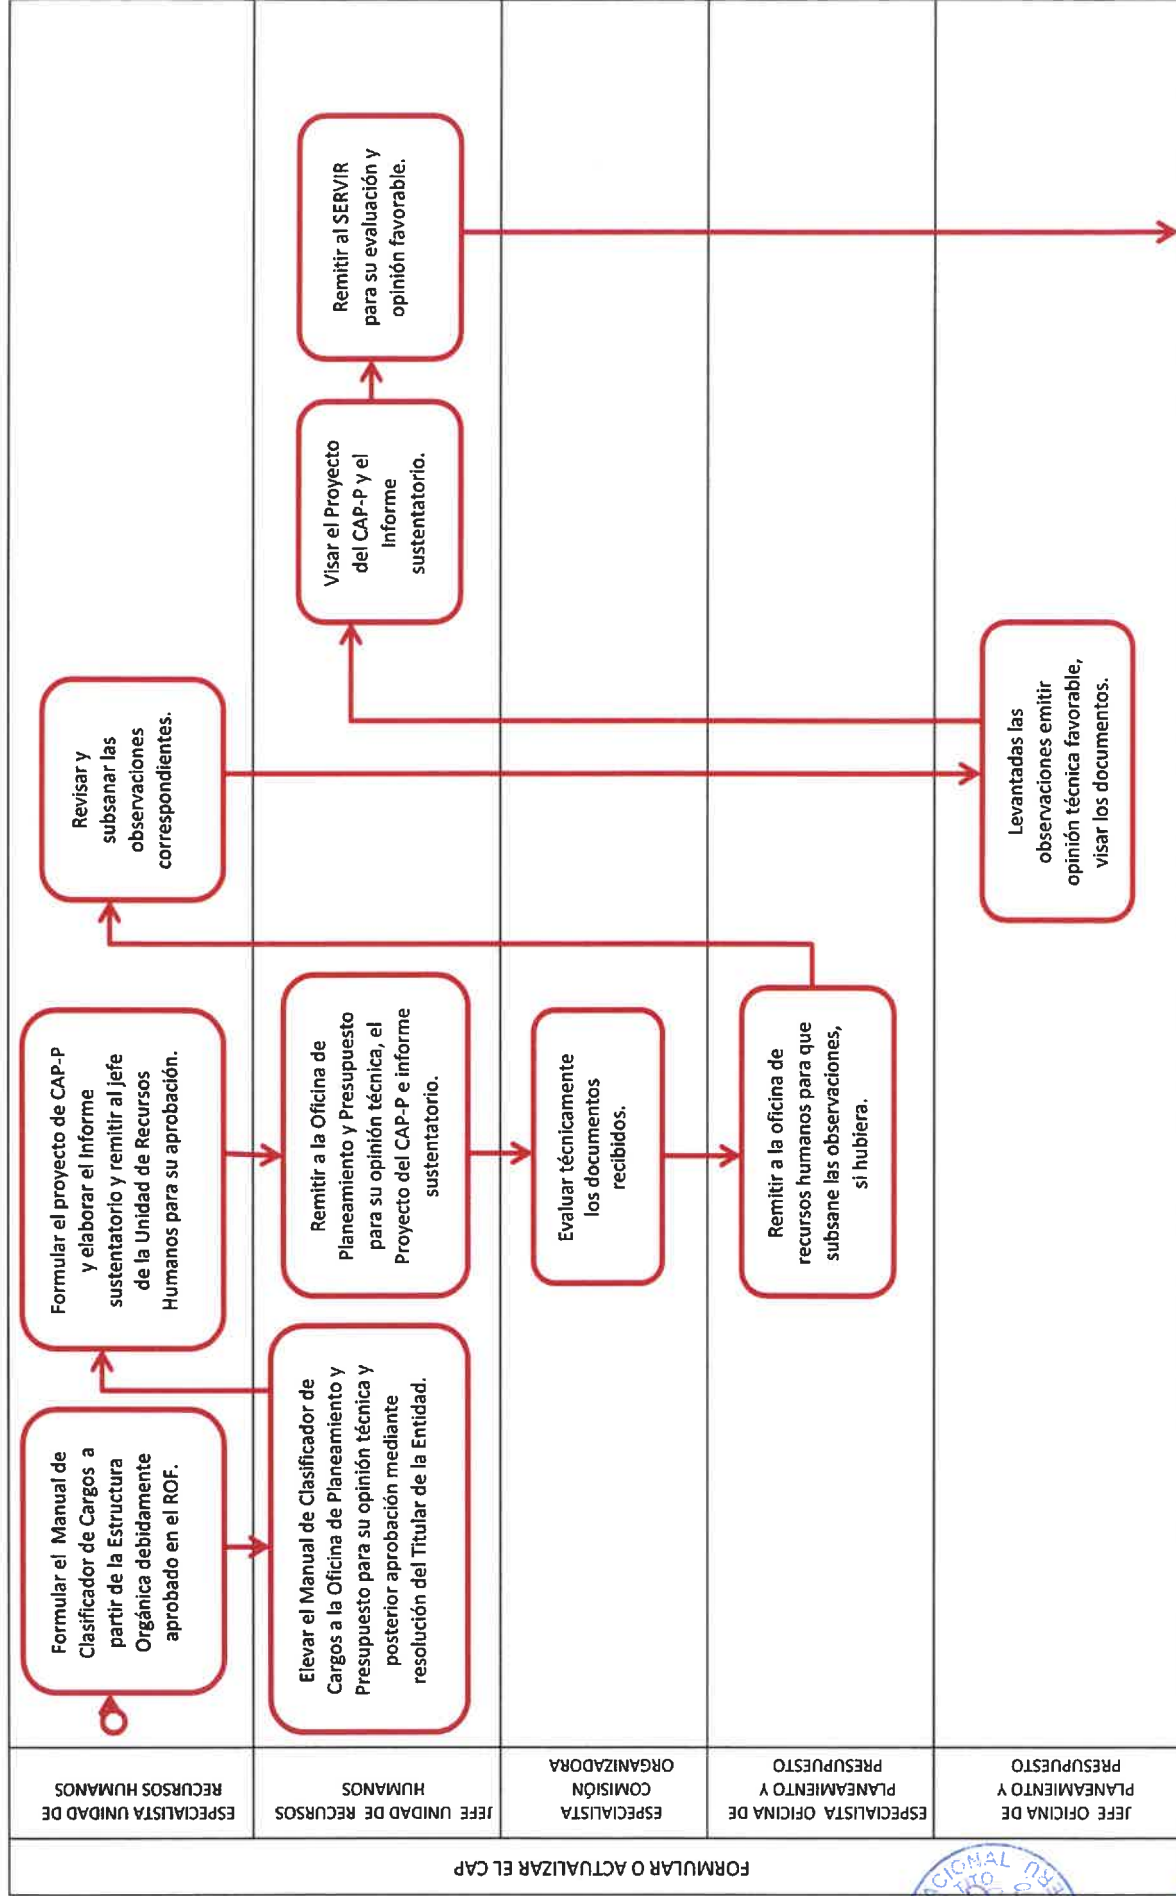 FORMULAR O ACTUALIZAR EL CAP
ESPECIALISTA UNIDAD DE
RECURSOS HUMANOS
Formular el Manual de
Clasificador de Cargos a
partir de la Estructura
Orgánica debidamente
aprobado en el ROF.
Formular el proyecto de CAP-P
y elaborar el Informe
sustentatorio y remitir al jefe
de la Unidad de Recursos
Humanos para su aprobación.
Revisar y
subsanar las
observaciones
correspondientes.
JEFE UNIDAD DE RECURSOS
HUMANOS
Elevar el Manual de Clasificador de
Cargos a la Oficina de Planeamiento y
Presupuesto para su opinión técnica y
posterior aprobación mediante
resolución del Titular de la Entidad.
Remitir a la Oficina de
Planeamiento y Presupuesto
para su opinión técnica, el
Proyecto del CAP-P e informe
sustentatorio.
Visar el Proyecto
del CAP-P y el
Informe
sustentatorio.
Remitir al SERVIR
para su evaluación y
opinión favorable.
ESPECIALISTA
COMISIÓN
ORGANIZADORA
Evaluar técnicamente
los documentos
recibidos.
ESPECIALISTA OFICINA DE
PLANEAMIENTO Y
PRESUPUESTO
Remitir a la oficina de
recursos humanos para que
subsane las observaciones,
si hubiera.
JEFE OFICINA DE
PLANEAMIENTO Y
PRESUPUESTO
Levantadas las
observaciones emitir
opinión técnica favorable,
visar los documentos.